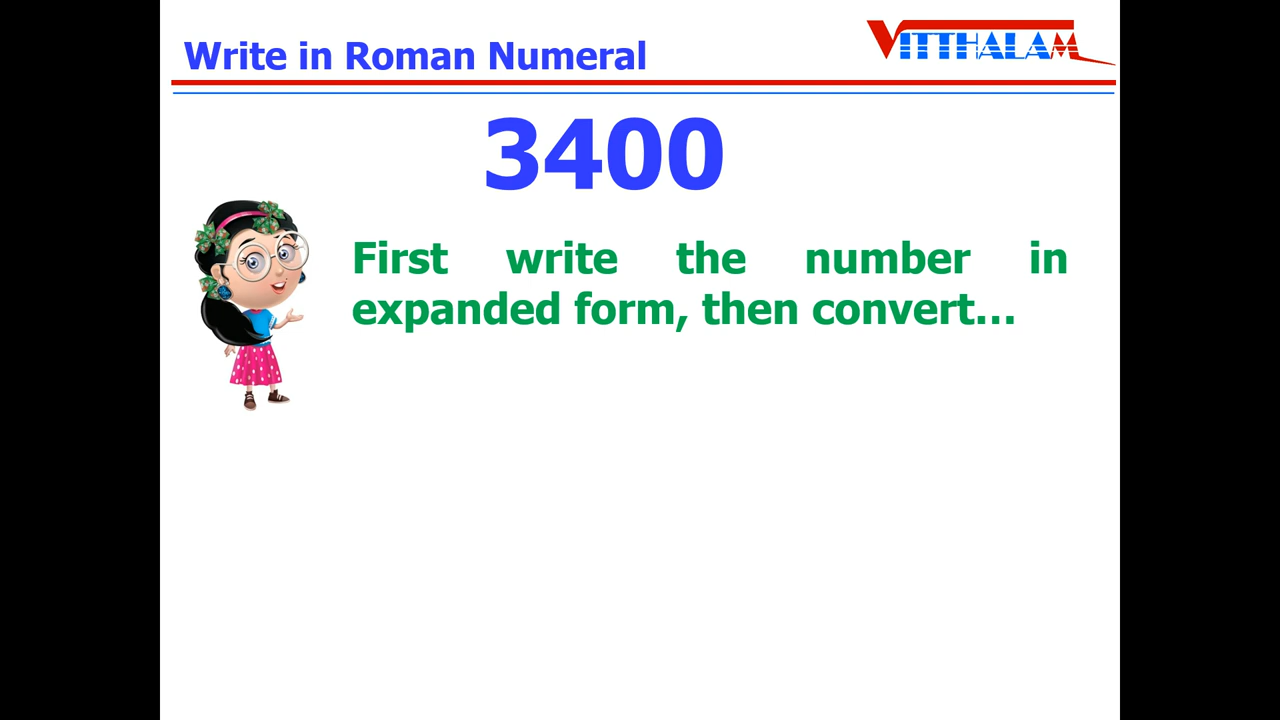 Write in Roman Numeral
VITTHALAM
3400
First write the number in
expanded form, then convert...